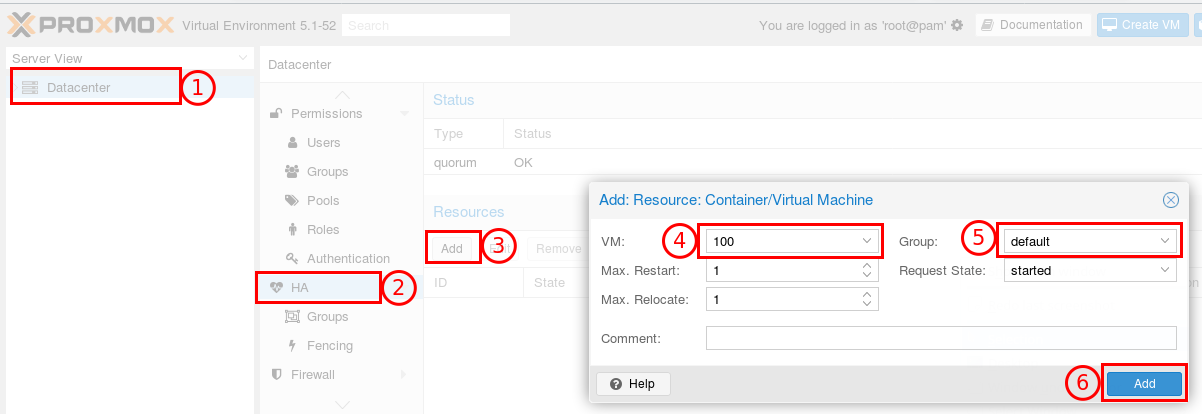 PROXMOX Virtual Environment 5.1-52 Search You are logged in as 'root@pam' Documentation Create VM
Server View
Datacenter 1
Datacenter
Permissions
Users
Groups
Pools
Roles
Authentication
HA 2
Groups
Fencing
Firewall
Status
Type Status
quorum OK
Resources
Add 3 Remove
ID State
Add: Resource: Container/Virtual Machine
VM: 4 100 Group: 5 default
Max. Restart: 1 Request State: started
Max. Relocate: 1
Comment:
Help 6 Add